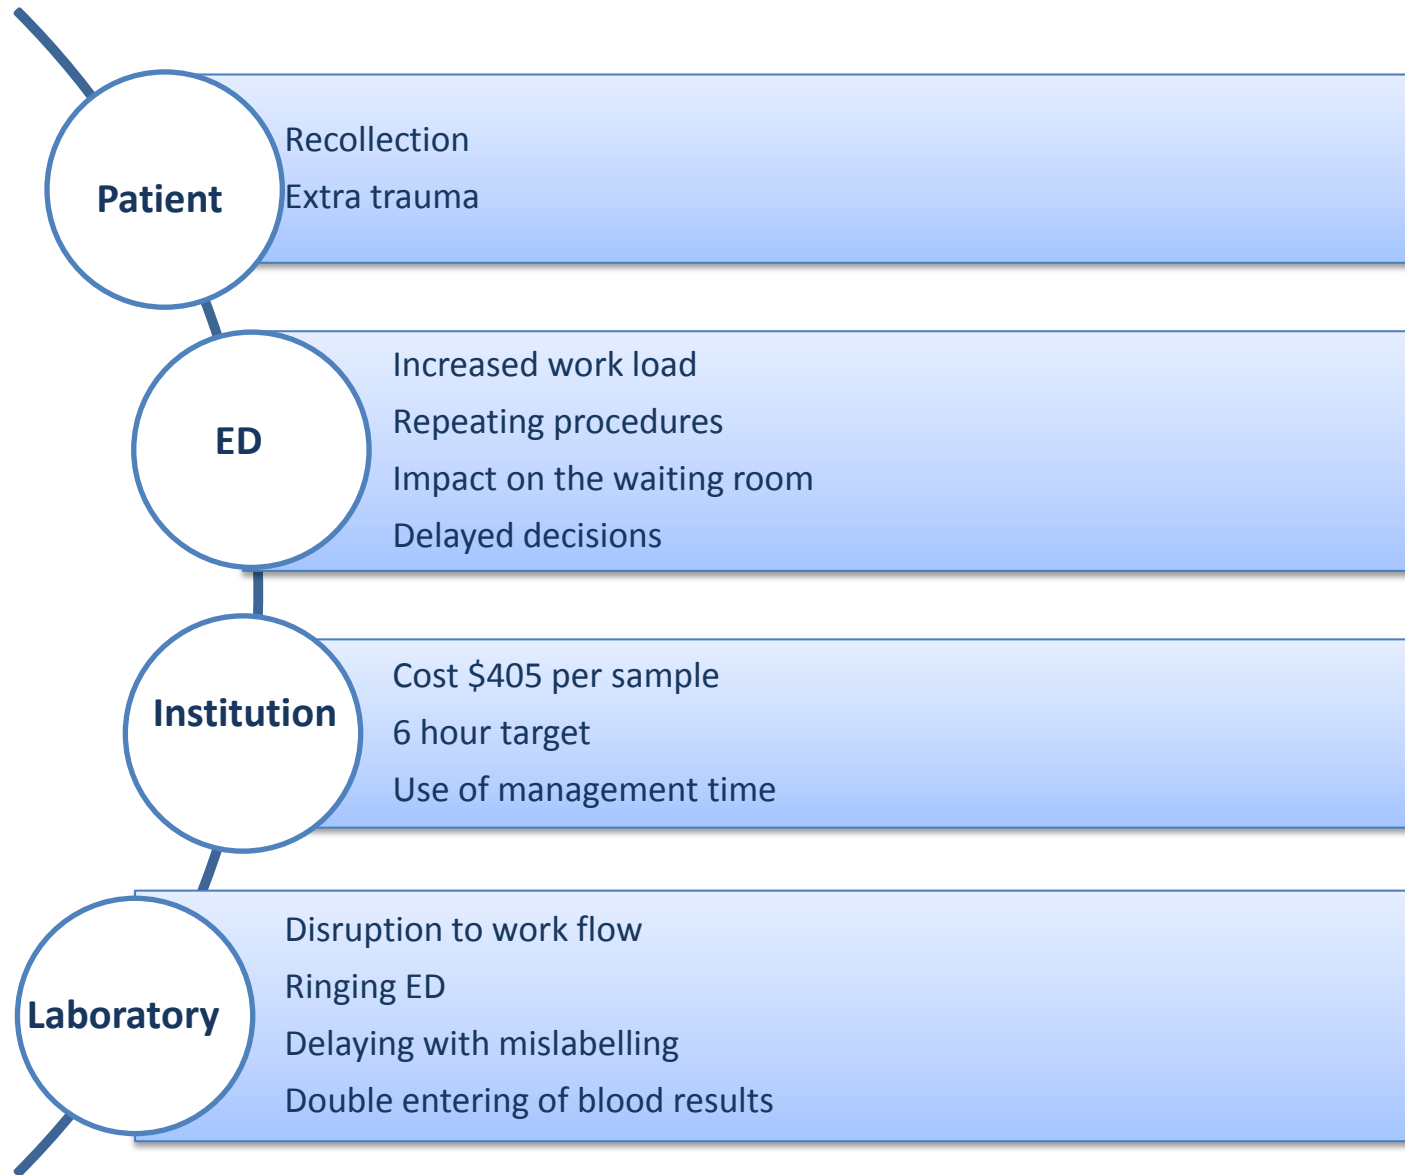 Patient
Recollection
Extra trauma
ED
Increased work load
Repeating procedures
Impact on the waiting room
Delayed decisions
Institution
Cost $405 per sample
6 hour target
Use of management time
Laboratory
Disruption to work flow
Ringing ED
Delaying with mislabelling
Double entering of blood results